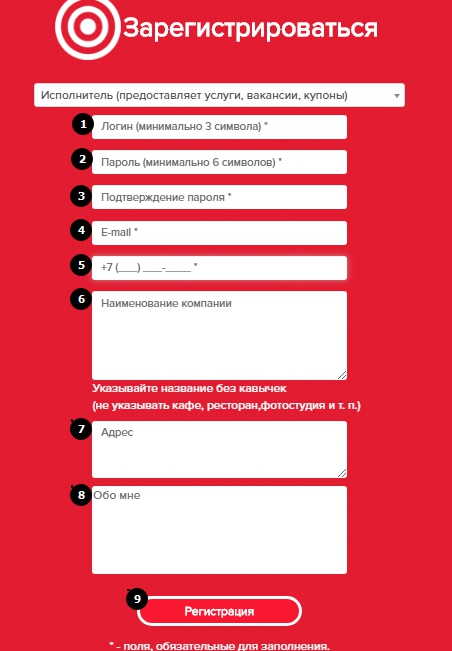 Зарегистрироваться
Исполнитель (предоставляет услуги, вакансии, купоны)
1 Логин (минимально 3 символа) *
2 Пароль (минимально 6 символов) *
3 Подтверждение пароля *
4 E-mail *
5 +7 (___) ___-_____ *
6 Наименование компании
Указывайте название без кавычек
(не указывать кафе, ресторан,фотостудия и т. п.)
7 Адрес
8 Обо мне
9 Регистрация
* - поля, обязательные для заполнения.